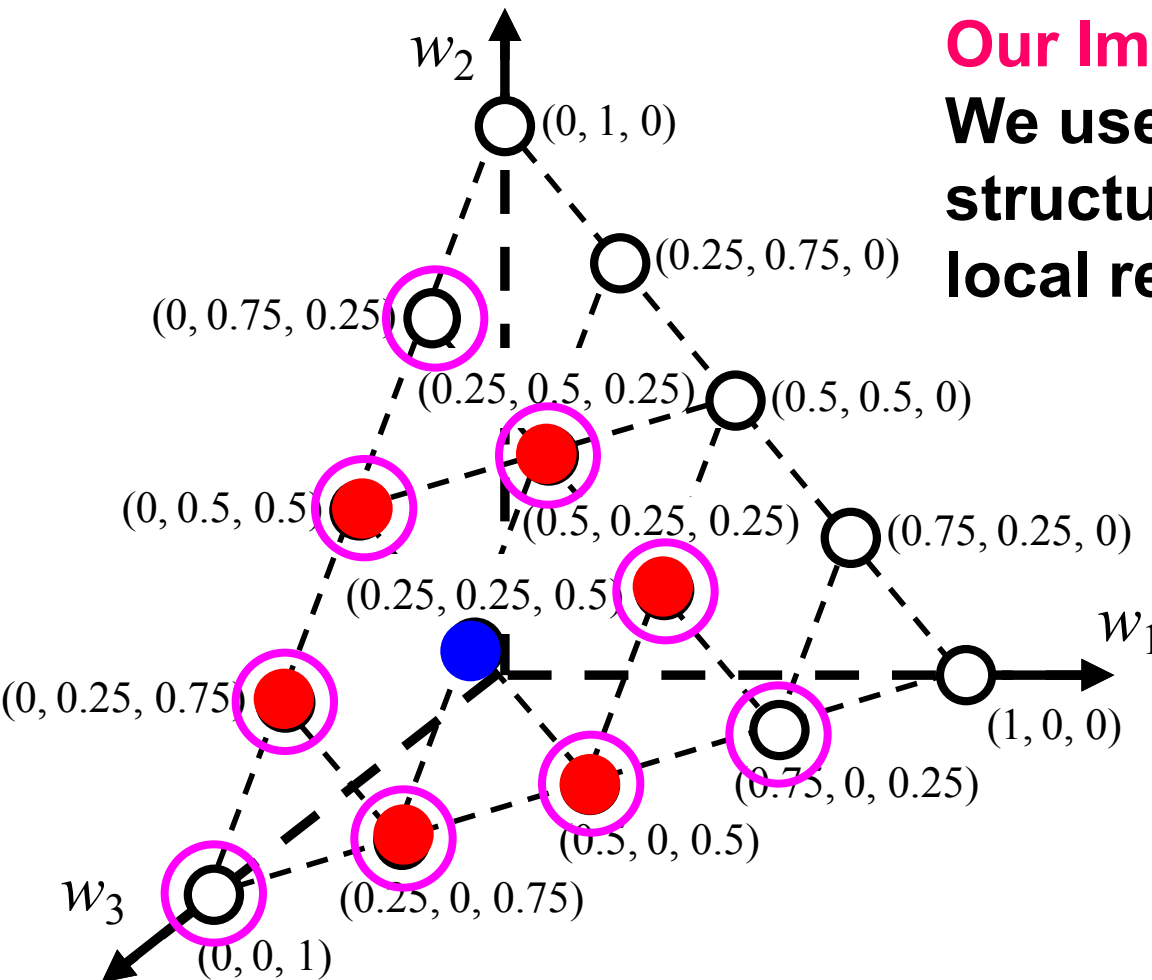 Our Im
We use
structu
local re
w2
(0, 1, 0)
(0.25, 0.75, 0)
(0, 0.75, 0.25)
(0.25, 0.5, 0.25)
(0.5, 0.5, 0)
(0, 0.5, 0.5)
(0.5, 0.25, 0.25)
(0.75, 0.25, 0)
(0.25, 0.25, 0.5)
w1
(0, 0.25, 0.75)
(1, 0, 0)
(0.75, 0, 0.25)
(0.5, 0, 0.5)
w3
(0.25, 0, 0.75)
(0, 0, 1)